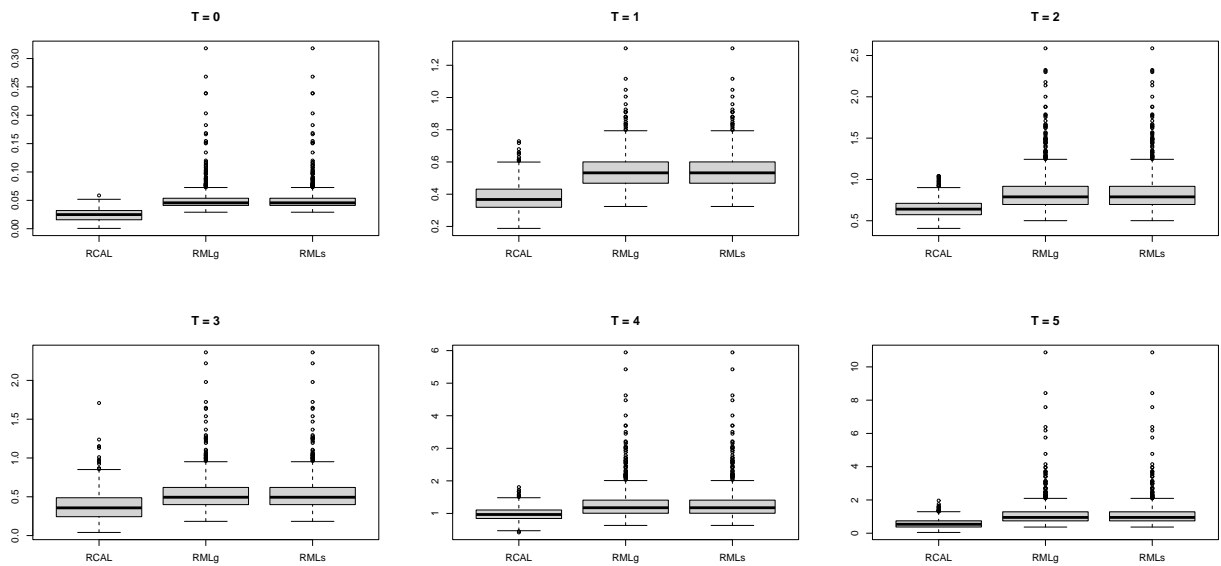 T = 0
0.30
0.25
0.20
0.15
0.10
0.05
0.00
RCAL RMLg RMLs
T = 1
1.2
1.0
0.8
0.6
0.4
0.2
RCAL RMLg RMLs
T = 2
2.5
2.0
1.5
1.0
0.5
RCAL RMLg RMLs
T = 3
2.0
1.5
1.0
0.5
0.0
RCAL RMLg RMLs
T = 4
6
5
4
3
2
1
RCAL RMLg RMLs
T = 5
10
8
6
4
2
0
RCAL RMLg RMLs